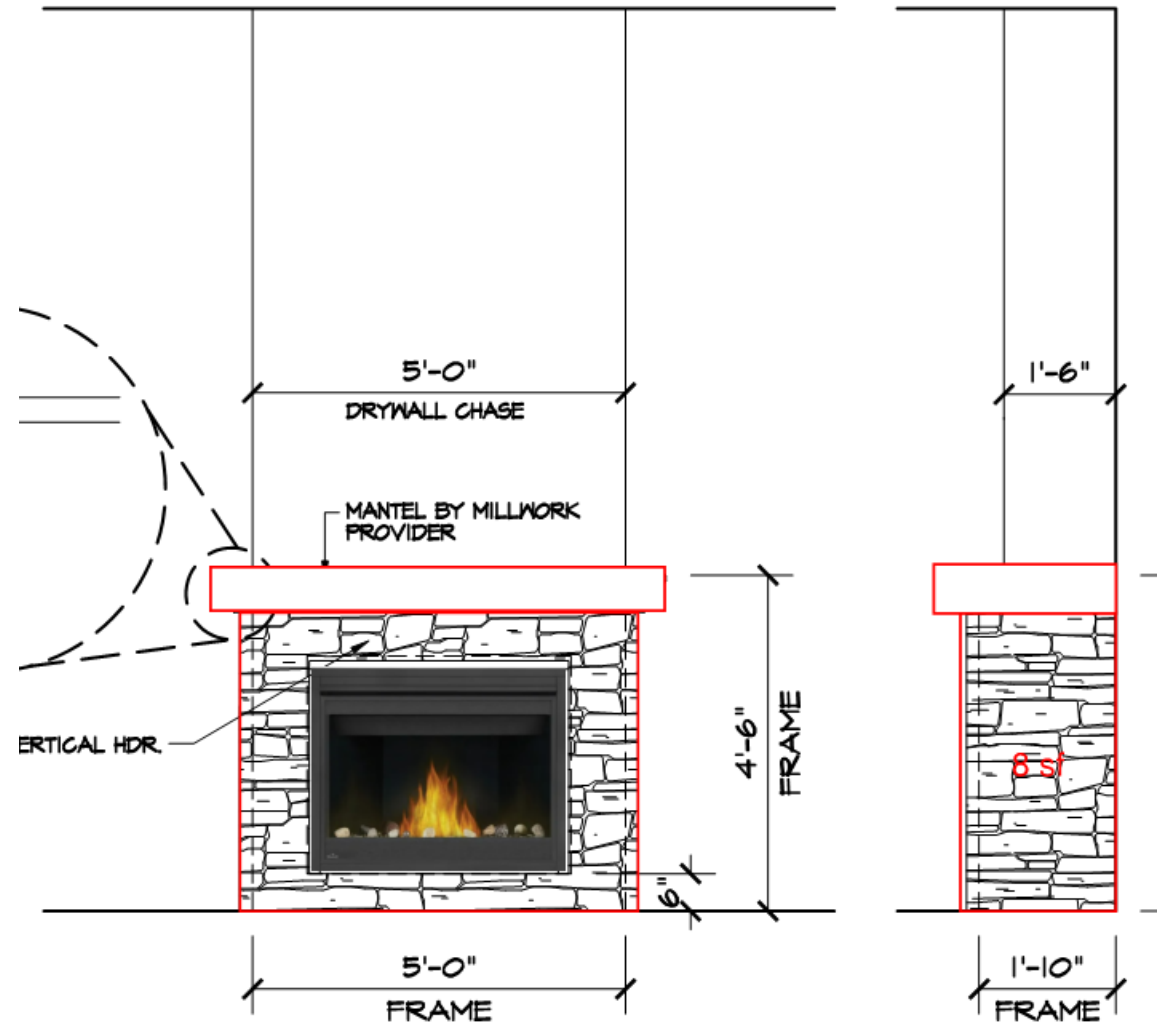 5'-0"
DRYWALL CHASE
1'-6"
MANTEL BY MILLWORK
PROVIDER
ERTICAL HDR.
4'-6"
FRAME
8 sf
6"
5'-0"
FRAME
1'-10"
FRAME